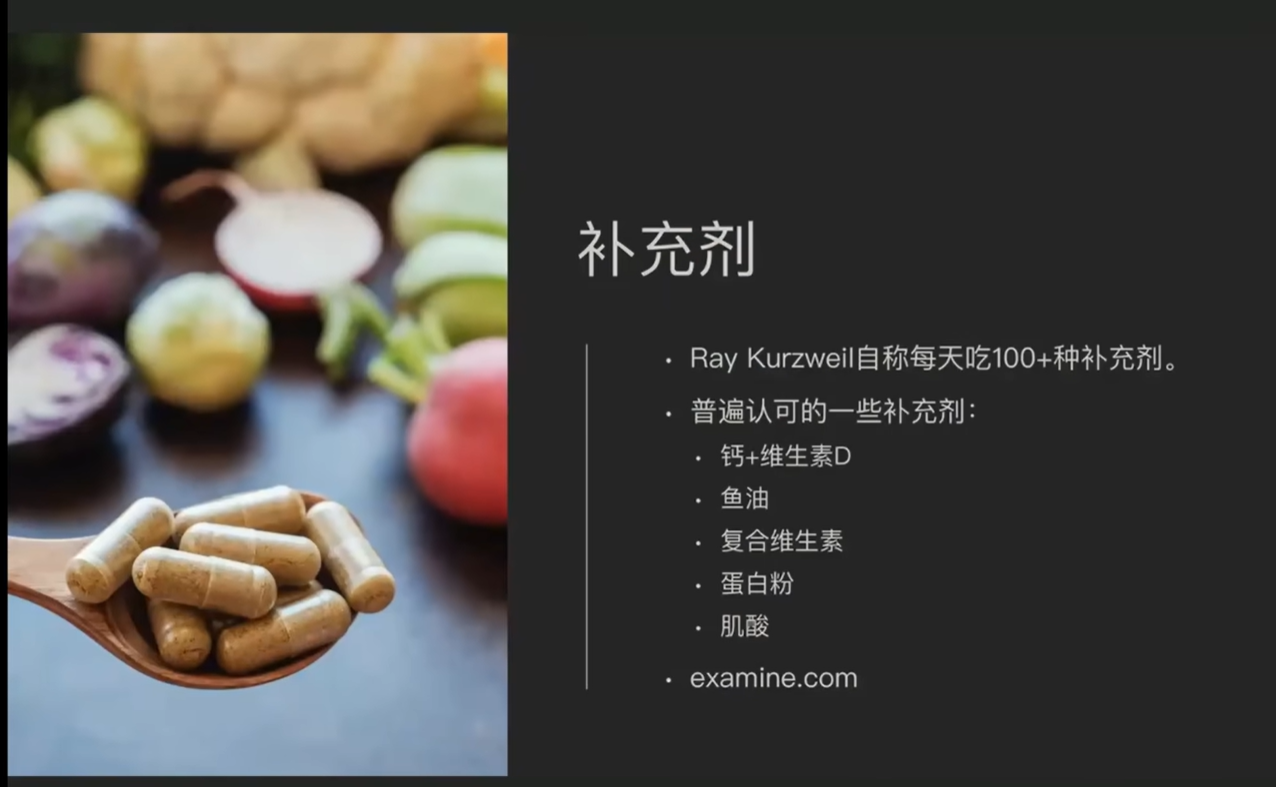 补充剂
• Ray Kurzweil自称每天吃100+种补充剂。
• 普遍认可的一些补充剂：
• 钙+维生素D
• 鱼油
• 复合维生素
• 蛋白粉
• 肌酸
• examine.com